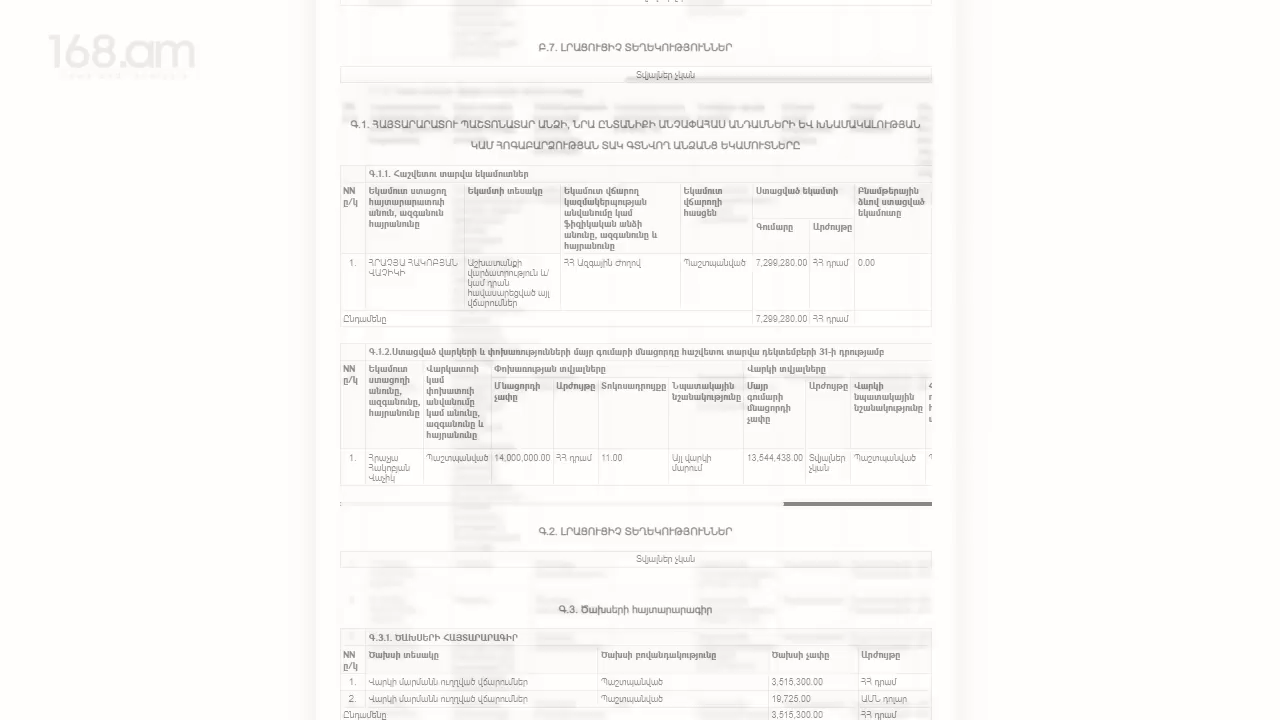 168.am
Բ.7. ԼՐԱՑՈՒՑԻՉ ՏԵՂԵԿՈՒԹՅՈՒՆՆԵՐ
Տվյալներ չկան
Գ.1. ՀԱՅՏԱՐԱՐԱՏՈՒ ՊԱՇՏՈՆԱՏԱՐ ԱՆՁԻ, ՆՐԱ ԸՆՏԱՆԻՔԻ ԱՆՉԱՓԱՀԱՍ ԱՆԴԱՄՆԵՐԻ ԵՎ ԽՆԱՄԱԿԱԼՈՒԹՅԱՆ
ԿԱՄ ՀՈԳԱԲԱՐՁՈՒԹՅԱՆ ՏԱԿ ԳՏՆՎՈՂ ԱՆՁԱՆՑ ԵԿԱՄՈՒՏՆԵՐԸ
Գ.1.1. Հաշվետու տարվա եկամուտներ
NN ը/կ
Եկամուտ ստացող հայտարարատուի անուն, ազգանուն հայրանունը
Եկամտի տեսակը
Եկամուտ վճարող կազմակերպության անվանումը կամ ֆիզիկական անձի անունը, ազգանունը և հայրանունը
Եկամուտ վճարողի հասցեն
Ստացված եկամտի
Գումարը
Արժույթը
Բնամթերային ձևով ստացված եկամուտը
1.
ՀՐԱՉՅԱ ՀԱԿՈԲՅԱՆ ՎԱՉԻԿԻ
Աշխատանքի վարձատրություն և/կամ դրան հավասարեցված այլ վճարումներ
ՀՀ Ազգային Ժողով
Պաշտպանված
7,299,280.00
ՀՀ դրամ
0.00
Ընդամենը
7,299,280.00
ՀՀ դրամ
Գ.1.2.Ստացված վարկերի և փոխառությունների մայր գումարի մնացորդը հաշվետու տարվա դեկտեմբերի 31-ի դրությամբ
NN ը/կ
Եկամուտ ստացողի անունը, ազգանունը, հայրանունը
Վարկատուի կամ փոխատուի անվանումը կամ անունը, ազգանունը և հայրանունը
Փոխառության տվյալները
Մնացորդի չափը
Արժույթը
Տոկոսադրույքը
Նպատակային նշանակությունը
Վարկի տվյալները
Մայր գումարի մնացորդի չափը
Արժույթը
Վարկի նպատակային նշանակությունը
1.
Հրաչյա Հակոբյան Վաչիկ
Պաշտպանված
14,000,000.00
ՀՀ դրամ
11.00
Այլ վարկի մարում
13,544,438.00
Տվյալներ չկան
Պաշտպանված
Գ.2. ԼՐԱՑՈՒՑԻՉ ՏԵՂԵԿՈՒԹՅՈՒՆՆԵՐ
Տվյալներ չկան
Գ.3. Ծախսերի հայտարարագիր
Գ.3.1. ԾԱԽՍԵՐԻ ՀԱՅՏԱՐԱՐԱԳԻՐ
NN ը/կ
Ծախսի տեսակը
Ծախսի բովանդակությունը
Ծախսի չափը
Արժույթը
1. Վարկի մարմանն ուղղված վճարումներ Պաշտպանված 3,515,300.00 ՀՀ դրամ
2. Վարկի մարմանն ուղղված վճարումներ Պաշտպանված 19,725.00 ԱՄՆ դոլար
Ընդամենը 3,515,300.00 ՀՀ դրամ